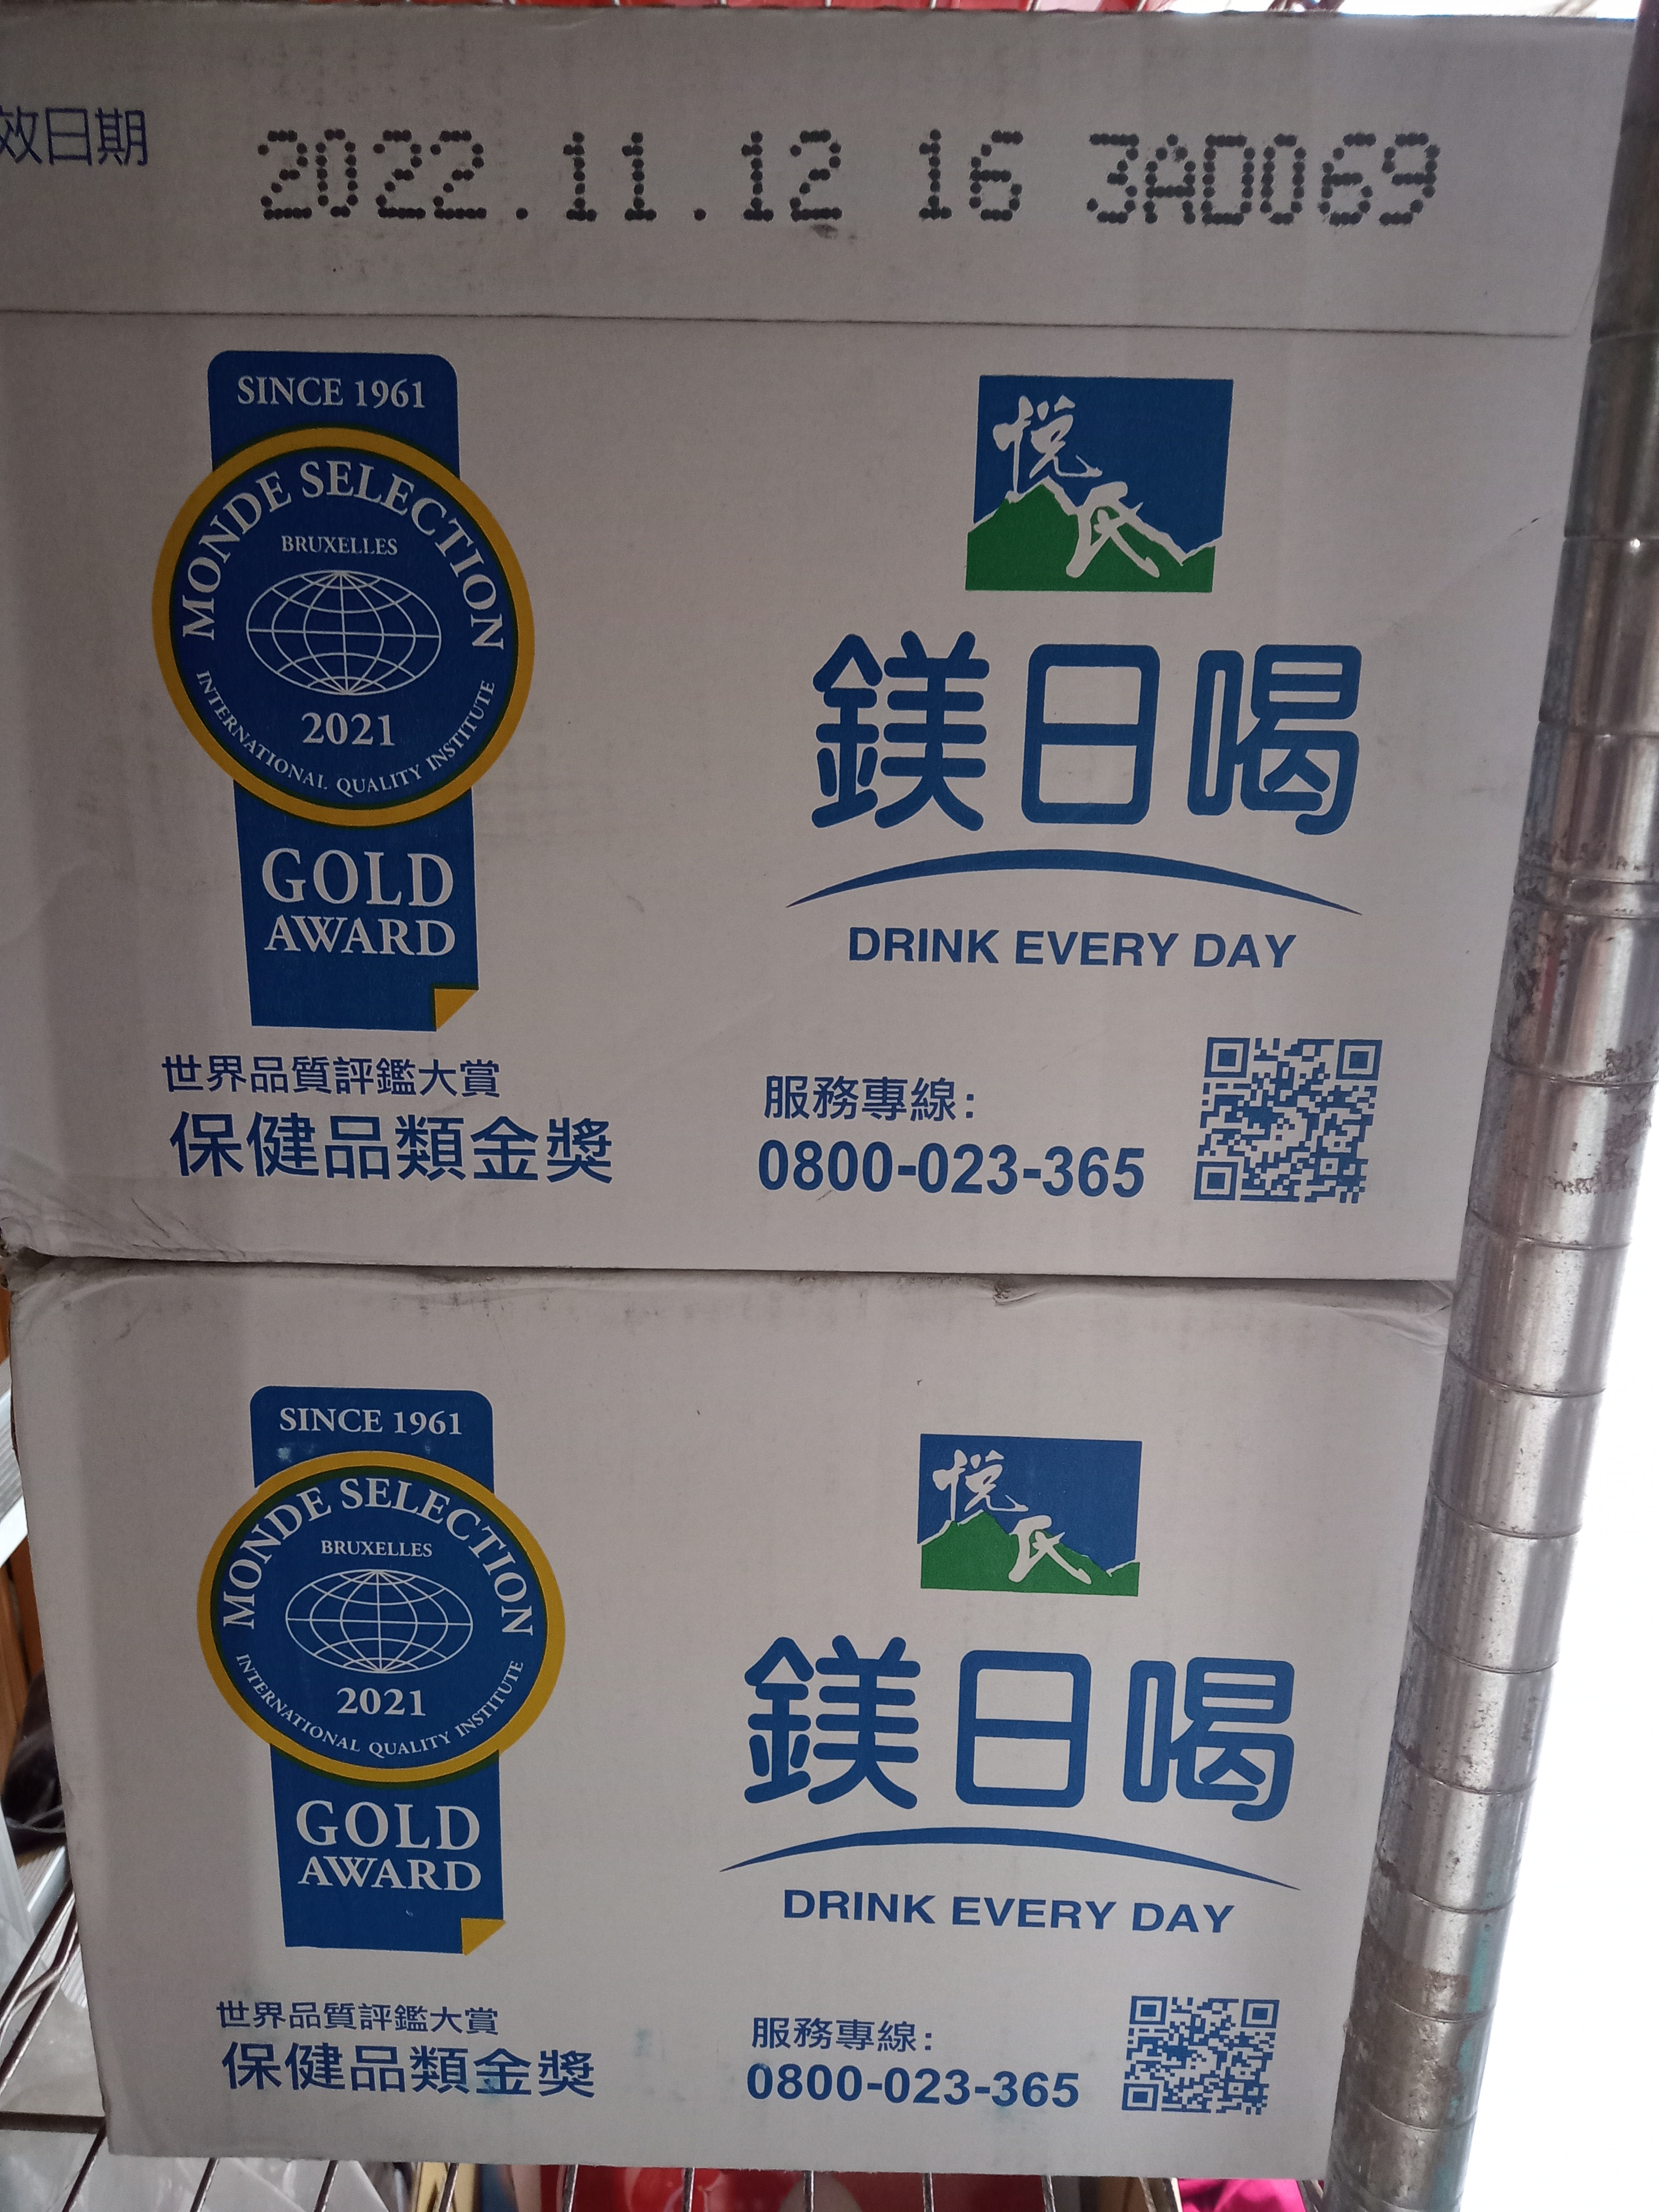 效日期 2022.11.12 16 3AD069
SINCE 1961
MONDE SELECTION
BRUXELLES
2021
INTERNATIONAL QUALITY INSTITUTE
GOLD
AWARD
世界品質評鑑大賞
保健品類金獎
悅氏
鎂日喝
DRINK EVERY DAY
服務專線:
0800-023-365
SINCE 1961
MONDE SELECTION
BRUXELLES
2021
INTERNATIONAL QUALITY INSTITUTE
GOLD
AWARD
世界品質評鑑大賞
保健品類金獎
悅氏
鎂日喝
DRINK EVERY DAY
服務專線:
0800-023-365